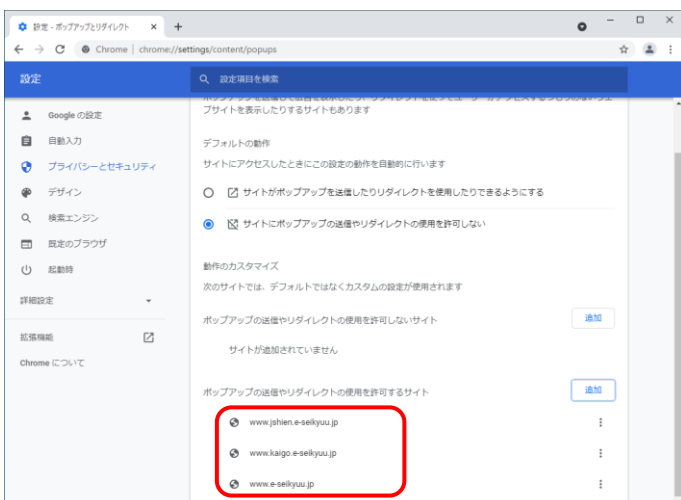 設定 - ポップアップとリダイレクト
Chrome | chrome://settings/content/popups
設定
設定項目を検索
Google の設定
自動入力
プライバシーとセキュリティ
デザイン
検索エンジン
既定のブラウザ
起動時
詳細設定
拡張機能
Chrome について
ブサイトを表示したりするサイトもあります
デフォルトの動作
サイトにアクセスしたときにこの設定の動作を自動的に行います
サイトがポップアップを送信したりリダイレクトを使用したりできるようにする
サイトにポップアップの送信やリダイレクトの使用を許可しない
動作のカスタマイズ
次のサイトでは、デフォルトではなくカスタムの設定が使用されます
ポップアップの送信やリダイレクトの使用を許可しないサイト
追加
サイトが追加されていません
ポップアップの送信やリダイレクトの使用を許可するサイト
追加
www.jshien.e-seikyuu.jp
www.kaigo.e-seikyuu.jp
www.e-seikyuu.jp